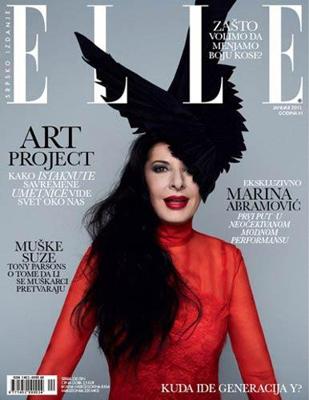 SRPSKO IZDANJE
ELLE
ZAŠTO
VOLIMO DA
MENJAMO
BOJU KOSE?
JANUAR 2013.
ART
PROJECT
KAKO ISTAKNUTE
SAVREMENE
UMETNICE VIDE
SVET OKO NAS
EKSKLUZIVNO
MARINA
ABRAMOVIĆ
PRVI PUT U
NEOČEKIVANOM
MODNOM
PERFORMANSU
MUŠKE
SUZE
TONY PARSONS
O TOME DA LI
SE MUŠKARCI
PRETVARAJU
KUDA IDE GENERACIJA Y?